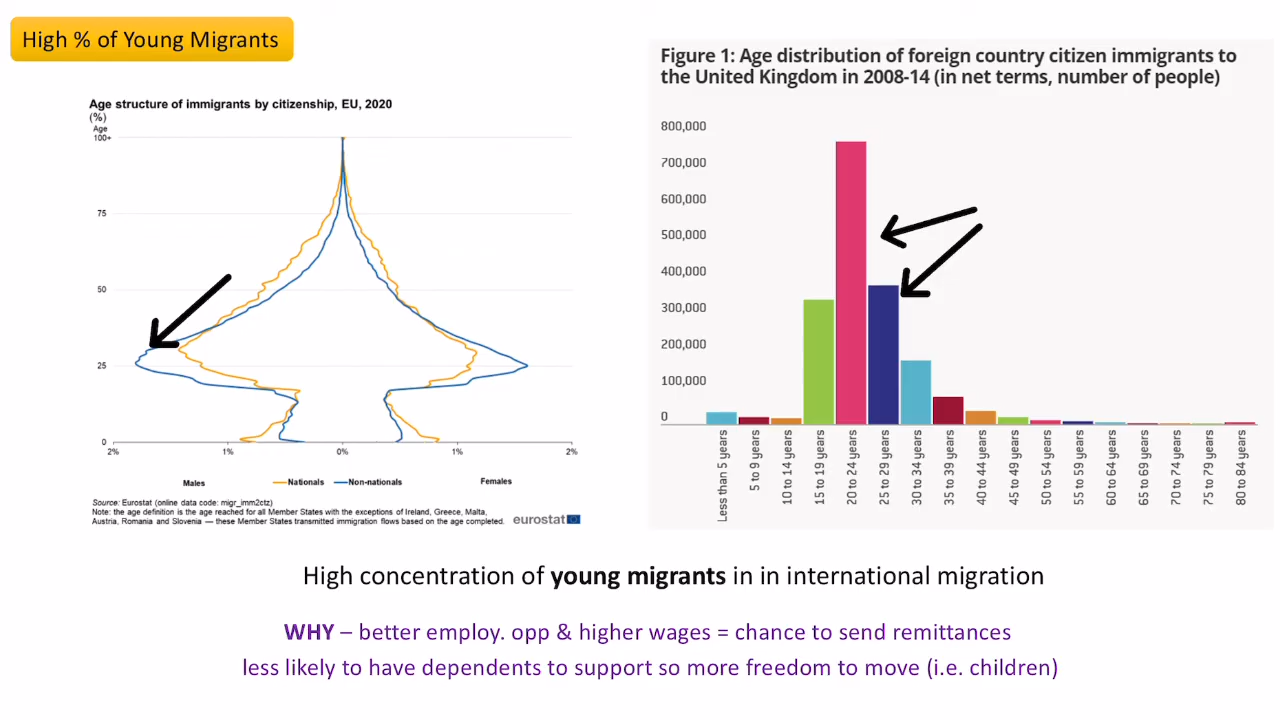 High % of Young Migrants
Age structure of immigrants by citizenship, EU, 2020
(%)
Age
100+
75
50
25
0
2%
1%
0%
1%
2%
Males
Nationals
Non-nationals
Females
Source: Eurostat (online data code: migr_imm2ctz)
Note: the age definition is the age reached for all Member States with the exceptions of Ireland, Greece, Malta,
Austria, Romania and Slovenia — these Member States transmitted immigration flows based on the age completed.
eurostat
Figure 1: Age distribution of foreign country citizen immigrants to
the United Kingdom in 2008-14 (in net terms, number of people)
800,000
700,000
600,000
500,000
400,000
300,000
200,000
100,000
0
Less than 5 years
5 to 9 years
10 to 14 years
15 to 19 years
20 to 24 years
25 to 29 years
30 to 34 years
35 to 39 years
40 to 44 years
45 to 49 years
50 to 54 years
55 to 59 years
60 to 64 years
65 to 69 years
70 to 74 years
75 to 79 years
80 to 84 years
High concentration of young migrants in in international migration
WHY – better employ. opp & higher wages = chance to send remittances
less likely to have dependents to support so more freedom to move (i.e. children)